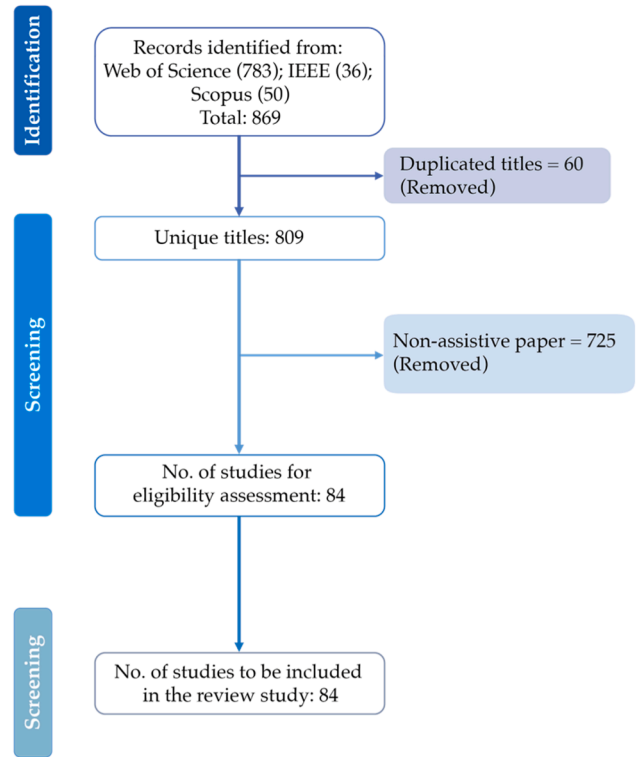 Identification
Records identified from:
Web of Science (783); IEEE (36);
Scopus (50)
Total: 869
Duplicated titles = 60
(Removed)
Screening
Unique titles: 809
Non-assistive paper = 725
(Removed)
No. of studies for
eligibility assessment: 84
Screening
No. of studies to be included
in the review study: 84